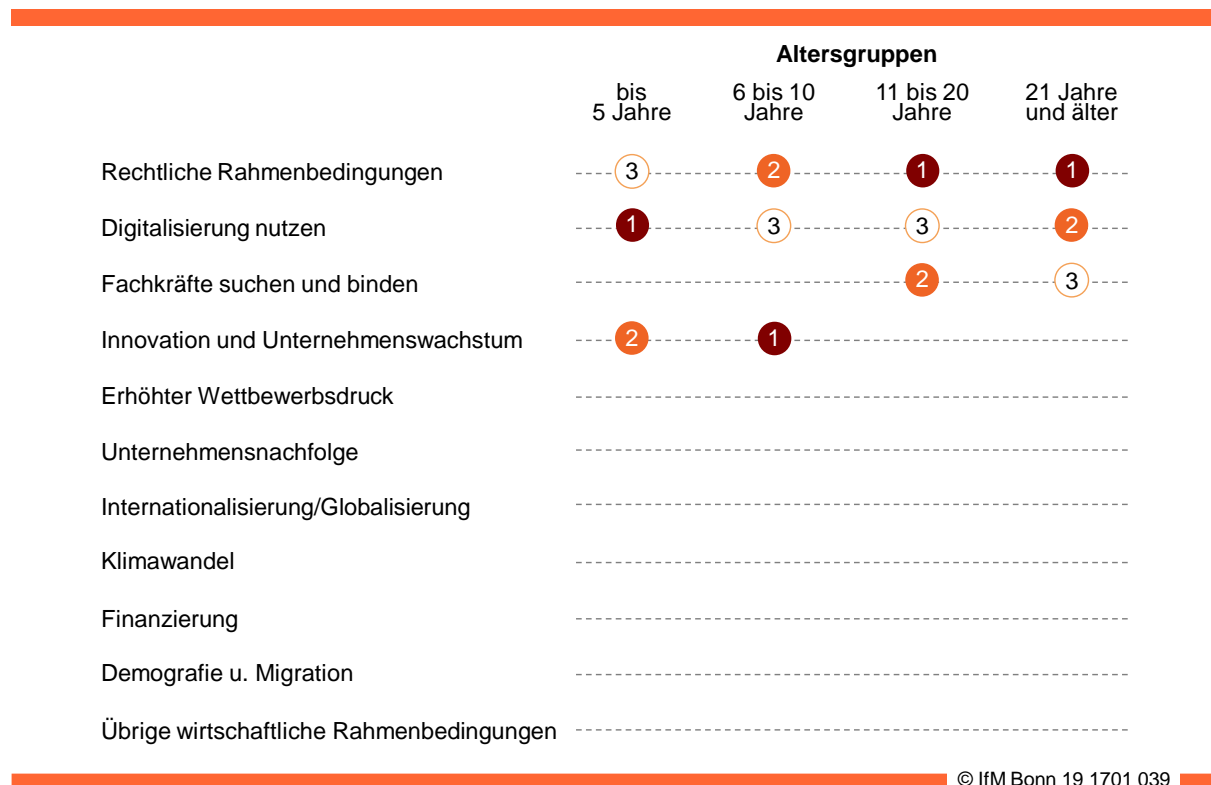 Altersgruppen
bis 5 Jahre
6 bis 10 Jahre
11 bis 20 Jahre
21 Jahre und älter
Rechtliche Rahmenbedingungen 3 2 1 1
Digitalisierung nutzen 1 3 3 2
Fachkräfte suchen und binden 2 3
Innovation und Unternehmenswachstum 2 1
Erhöhter Wettbewerbsdruck
Unternehmensnachfolge
Internationalisierung/Globalisierung
Klimawandel
Finanzierung
Demografie u. Migration
Übrige wirtschaftliche Rahmenbedingungen
© IfM Bonn 19 1701 039